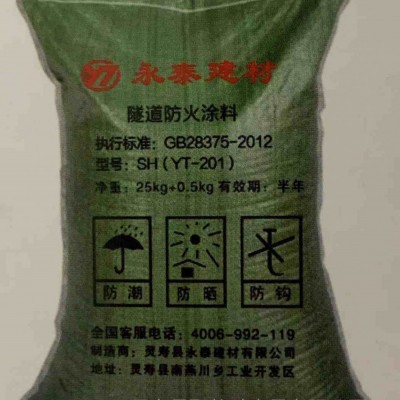 永泰建材
隧道防火涂料
执行标准：GB28375-2012
型号：SH（YT-201）
净重：25kg+0.5kg 有效期：半年
防潮 防晒 防钩
全国客服电话：4006-992-119
制造商：灵寿县永泰建材有限公司
地址：灵寿县南燕川乡工业开发区